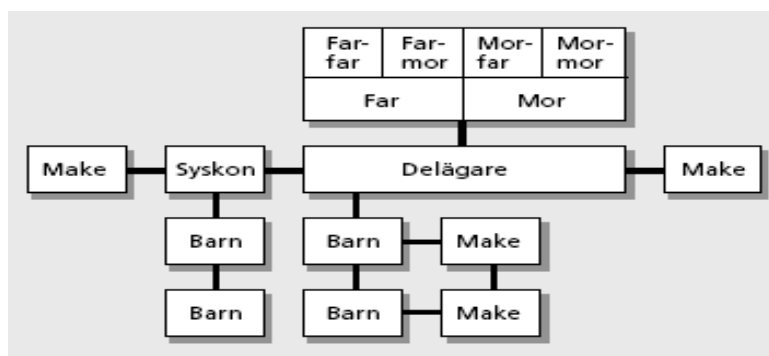 Far- Far- Mor- Mor-
far mor far mor
Far Mor
Make Syskon Delägare Make
Barn Barn Make
Barn Barn Make